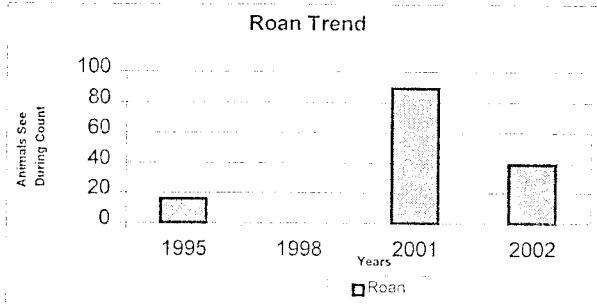 Roan Trend
100
80
60
40
20
0
Animals See
During Count
1995 1998 2001 2002
Years
Roan